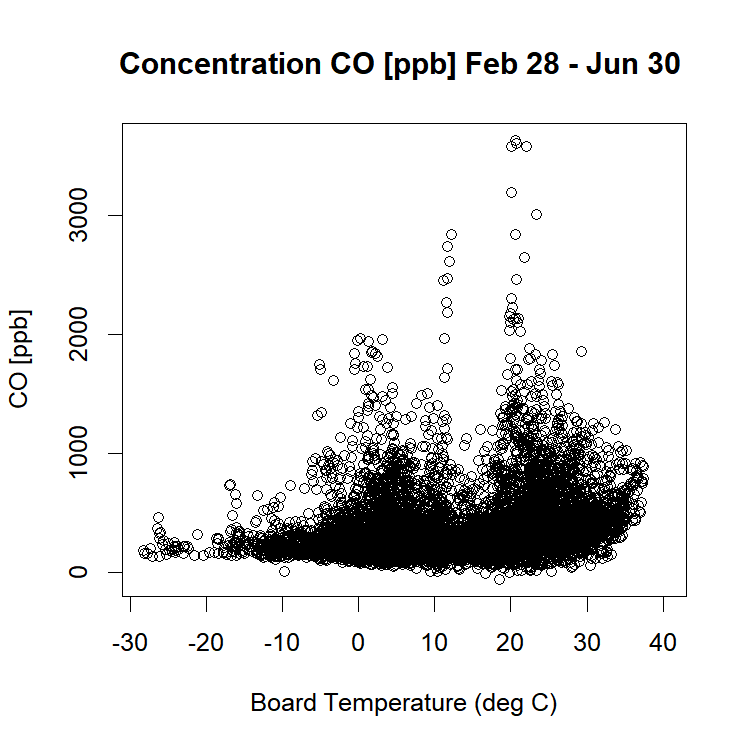 Concentration CO [ppb] Feb 28 - Jun 30
CO [ppb]
3000
2000
1000
0
-30 -20 -10 0 10 20 30 40
Board Temperature (deg C)